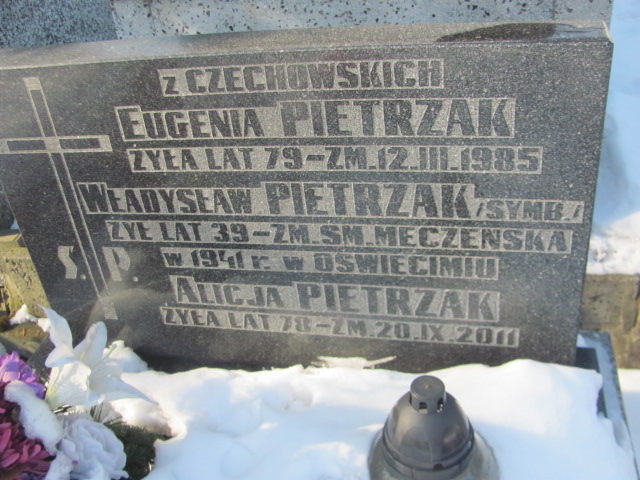 Z CZECHOWSKICH
EUGENIA PIETRZAK
ŻYŁA LAT 79-ZM.12.III.1985
WŁADYSŁAW PIETRZAK/SYMB./
ŻYŁ LAT 39-ZM.ŚM.MĘCZEŃSKĄ
W 1941 r. W OŚWIĘCIMIU
Ś.P.
ALICJA PIETRZAK
ŻYŁA LAT 78-ZM.20.IX.2011